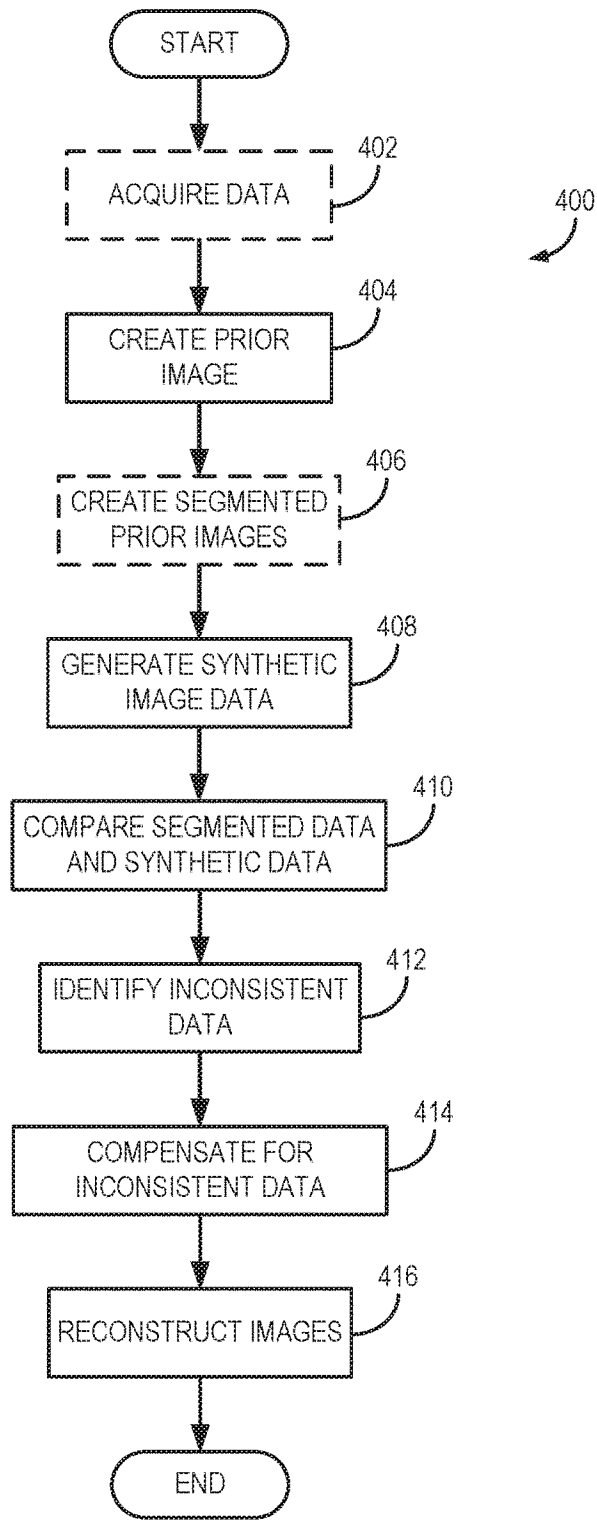 START
402
ACQUIRE DATA
400
404
CREATE PRIOR
IMAGE
406
CREATE SEGMENTED
PRIOR IMAGES
408
GENERATE SYNTHETIC
IMAGE DATA
410
COMPARE SEGMENTED DATA
AND SYNTHETIC DATA
412
IDENTIFY INCONSISTENT
DATA
414
COMPENSATE FOR
INCONSISTENT DATA
416
RECONSTRUCT IMAGES
END